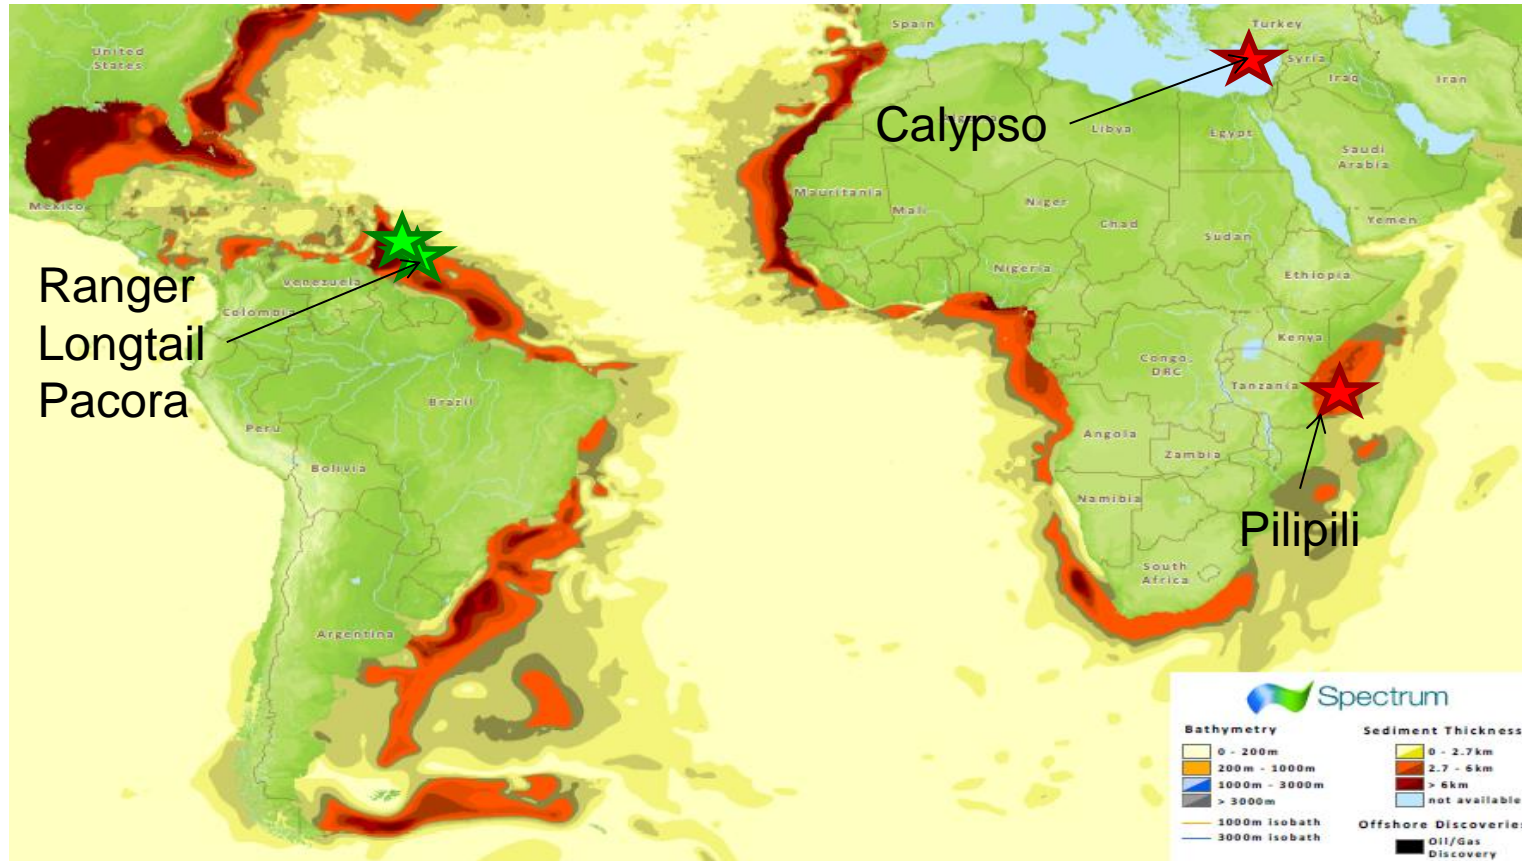 Spain
Turkey
United
States
Syria
Iraq
Iran
Calypso
Algeria
Libya
Egypt
Saudi
Arabia
Mexico
Mauritania
Mali
Niger
Chad
Sudan
Yemen
Ranger
Longtail
Pacora
Venezuela
Colombia
Nigeria
Ethiopia
Kenya
Congo,
DRC
Tanzania
Brazil
Peru
Bolivia
Angola
Zambia
Namibia
Pilipili
South
Africa
Argentina
Spectrum
Bathymetry
0 - 200m
200m - 1000m
1000m - 3000m
> 3000m
1000m isobath
3000m isobath
Sediment Thickness
0 - 2.7km
2.7 - 6km
> 6km
not available
Offshore Discoveries
Oil/Gas
Discovery